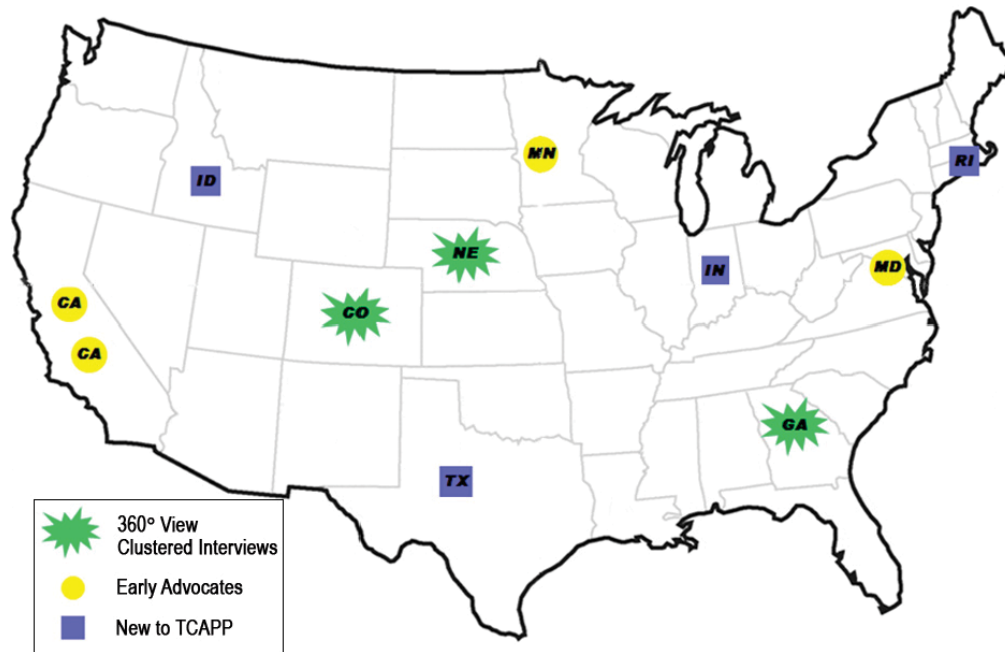 MN
RI
ID
NE
IN
MD
CA
CO
CA
GA
TX
360° View
Clustered Interviews
Early Advocates
New to TCAPP